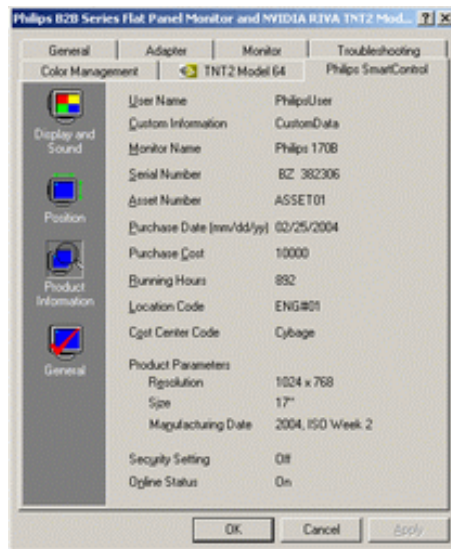 Philips B2B Series Flat Panel Monitor and NVIDIA RIVA TNT2 Mod...
General Adapter Monitor Troubleshooting
Color Management TNT2 Model 64 Philips SmartControl
Display and Sound
Position
Product Information
General
User Name PhilipsUser
Custom Information CustomData
Monitor Name Philips 170B
Serial Number BZ 382306
Asset Number ASSET01
Purchase Date (mm/dd/yy) 02/25/2004
Purchase Cost 10000
Running Hours 892
Location Code ENG#01
Cost Center Code Cybage
Product Parameters
Resolution 1024 x 768
Size 17"
Manufacturing Date 2004, ISO Week 2
Security Setting Off
Online Status On
OK Cancel Apply